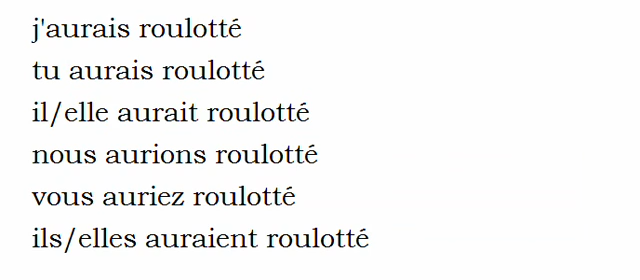 j'aurais roulotté
tu aurais roulotté
il/elle aurait roulotté
nous aurions roulotté
vous auriez roulotté
ils/elles auraient roulotté